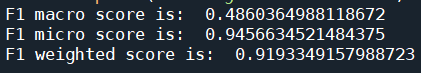 F1 macro score is:  0.4860364988118672
F1 micro score is:  0.9456634521484375
F1 weighted score is:  0.9193349157988723